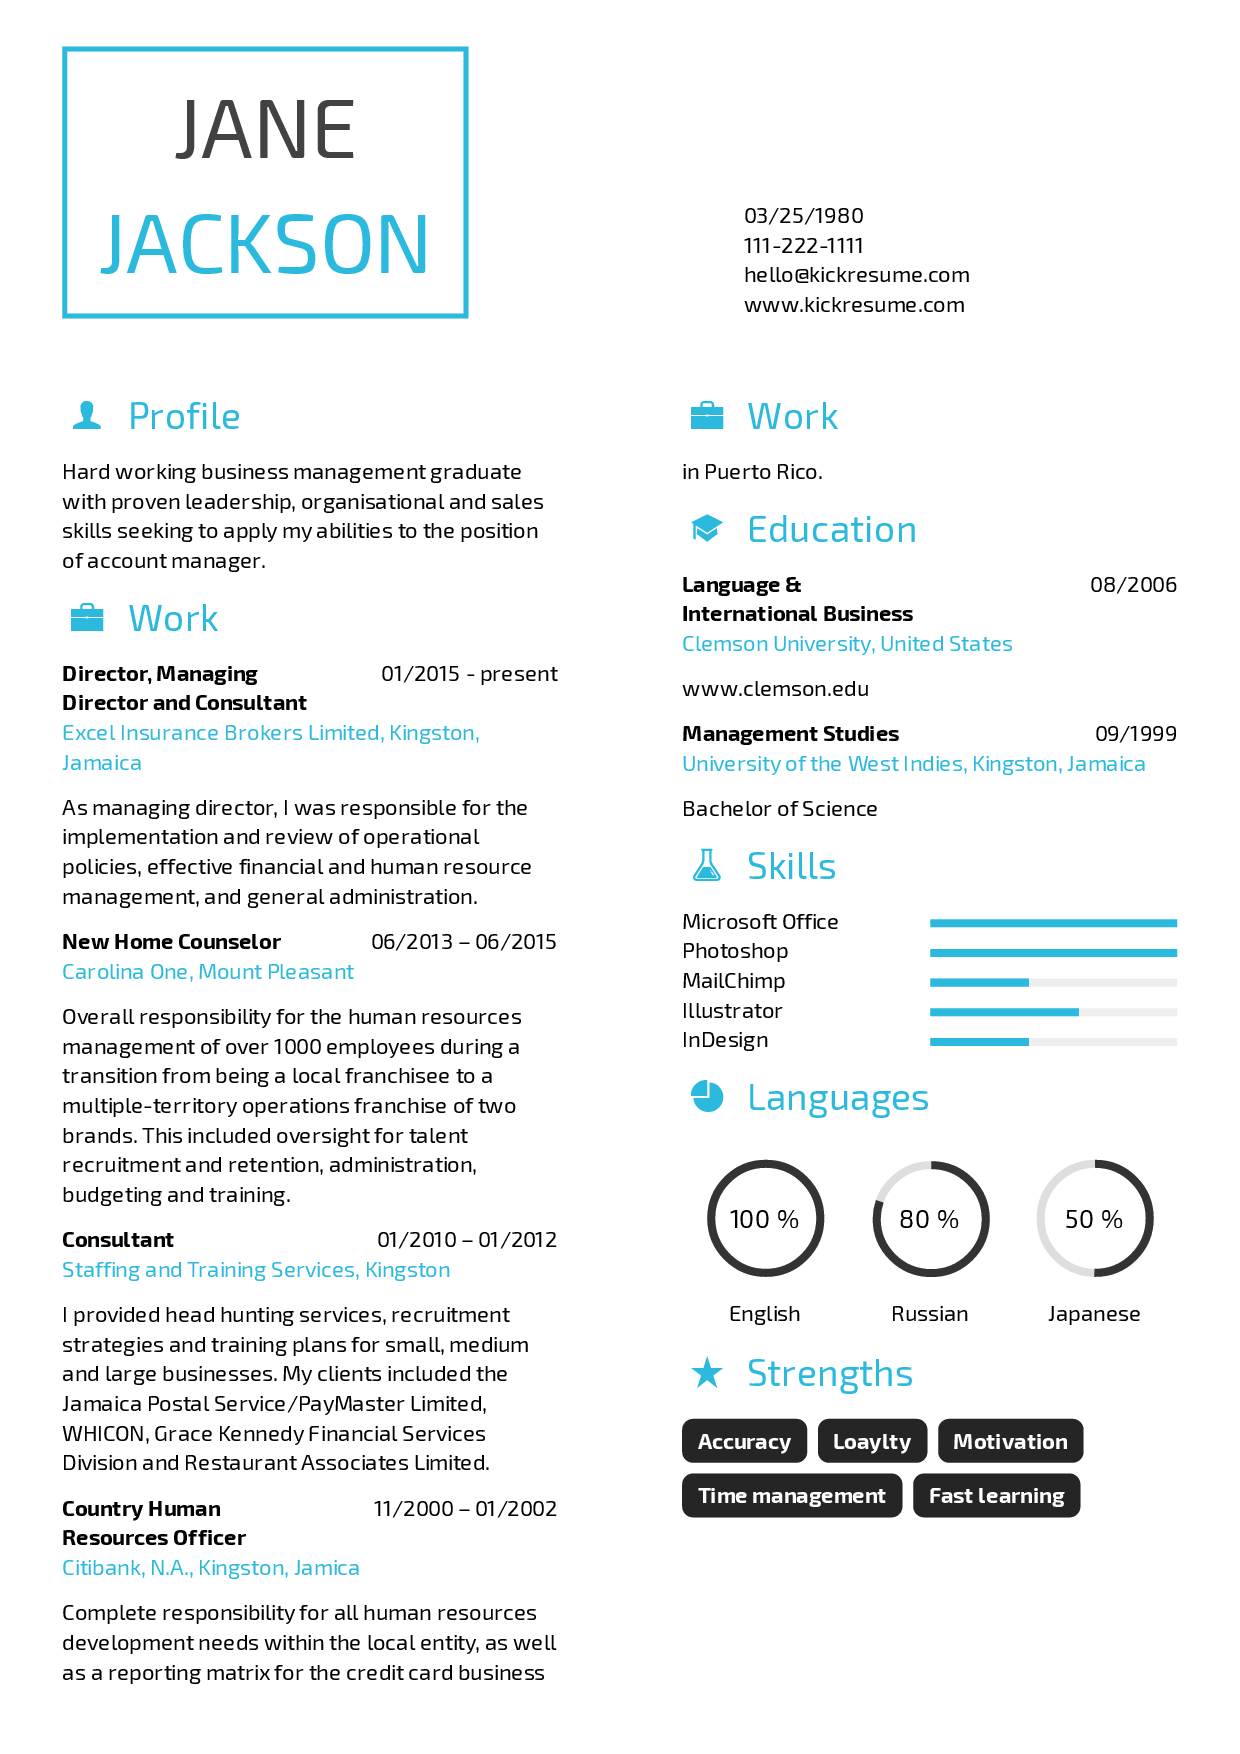 JANE
JACKSON
03/25/1980
111-222-1111
hello@kickresume.com
www.kickresume.com
Profile
Hard working business management graduate
with proven leadership, organisational and sales
skills seeking to apply my abilities to the position
of account manager.
Work
Director, Managing 01/2015 - present
Director and Consultant
Excel Insurance Brokers Limited, Kingston,
Jamaica
As managing director, I was responsible for the
implementation and review of operational
policies, effective financial and human resource
management, and general administration.
New Home Counselor 06/2013 – 06/2015
Carolina One, Mount Pleasant
Overall responsibility for the human resources
management of over 1000 employees during a
transition from being a local franchisee to a
multiple-territory operations franchise of two
brands. This included oversight for talent
recruitment and retention, administration,
budgeting and training.
Consultant 01/2010 – 01/2012
Staffing and Training Services, Kingston
I provided head hunting services, recruitment
strategies and training plans for small, medium
and large businesses. My clients included the
Jamaica Postal Service/PayMaster Limited,
WHICON, Grace Kennedy Financial Services
Division and Restaurant Associates Limited.
Country Human 11/2000 – 01/2002
Resources Officer
Citibank, N.A., Kingston, Jamica
Complete responsibility for all human resources
development needs within the local entity, as well
as a reporting matrix for the credit card business
Work
in Puerto Rico.
Education
Language & 08/2006
International Business
Clemson University, United States
www.clemson.edu
Management Studies 09/1999
University of the West Indies, Kingston, Jamaica
Bachelor of Science
Skills
Microsoft Office
Photoshop
MailChimp
Illustrator
InDesign
Languages
100 % 80 % 50 %
English Russian Japanese
Strengths
Accuracy Loaylty Motivation
Time management Fast learning